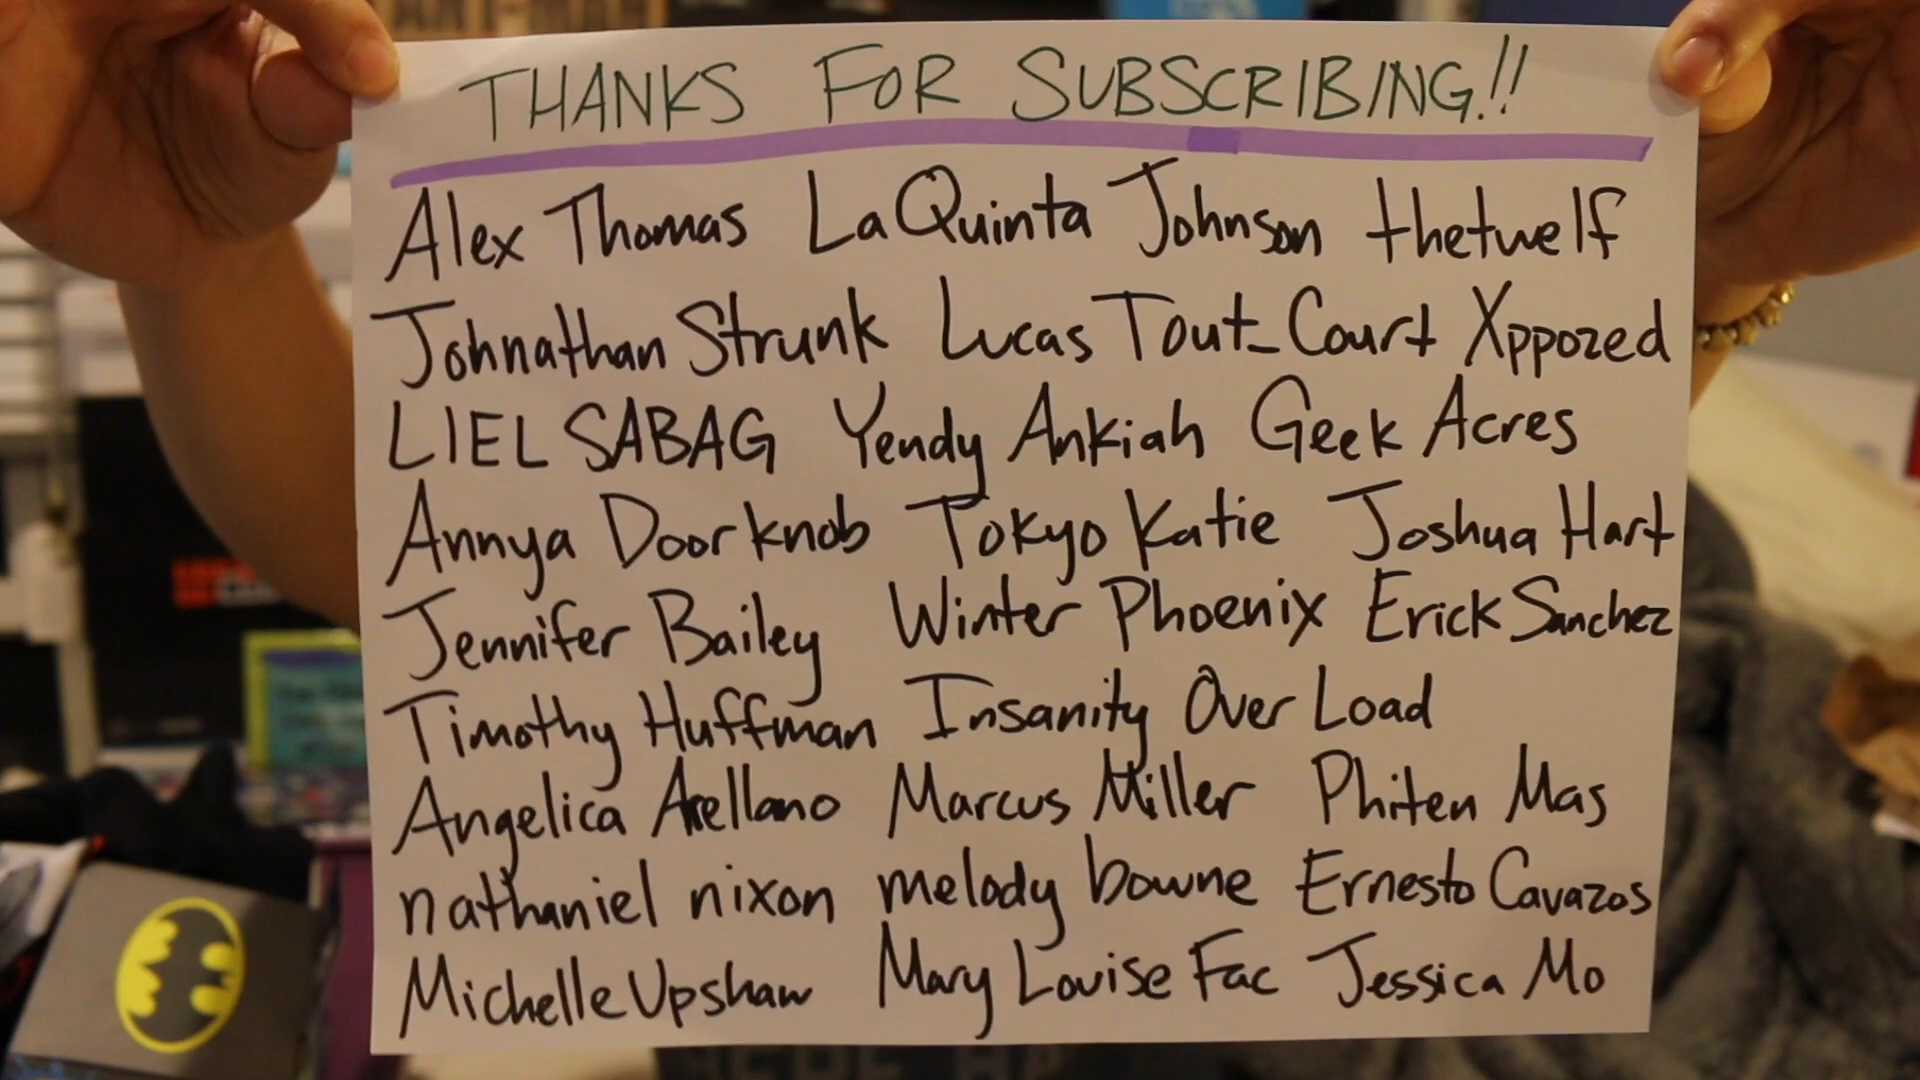 THANKS FOR SUBSCRIBING!!
Alex Thomas LaQuinta Johnson thetwelf
Johnathan Strunk Lucas Tout_Court Xppozed
LIEL SABAG Yendy Ankiah Geek Acres
Annya Doorknob Tokyo Katie Joshua Hart
Jennifer Bailey Winter Phoenix Erick Sanchez
Timothy Huffman Insanity Over Load
Angelica Arellano Marcus Miller Phiten Mas
nathaniel nixon melody bowne Ernesto Cavazos
Michelle Upshaw Mary Louise Fac Jessica Mo